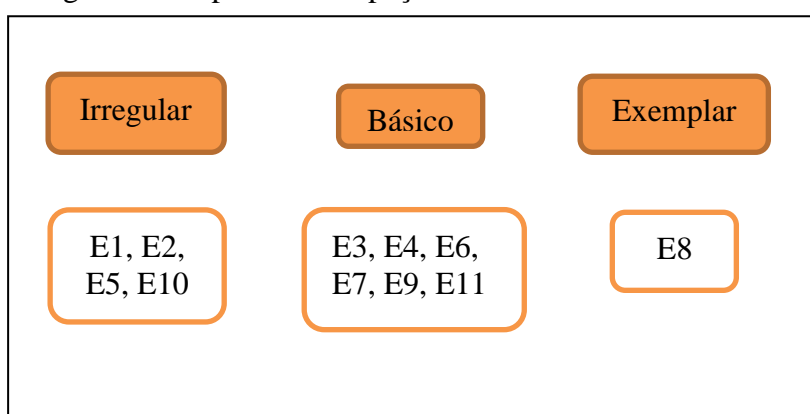 Irregular
Básico
Exemplar
E1, E2,
E5, E10
E3, E4, E6,
E7, E9, E11
E8